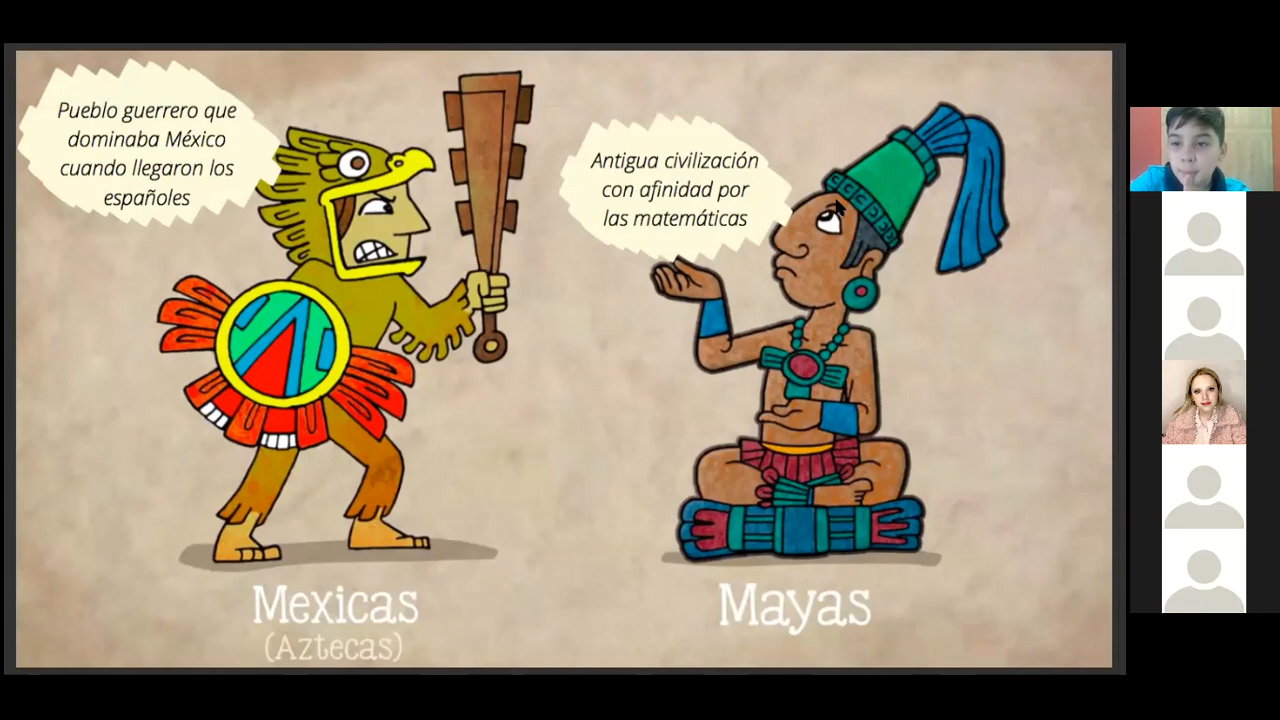 Pueblo guerrero que
dominaba México
cuando llegaron los
españoles
Antigua civilización
con afinidad por
las matemáticas
Mexicas
(Aztecas)
Mayas